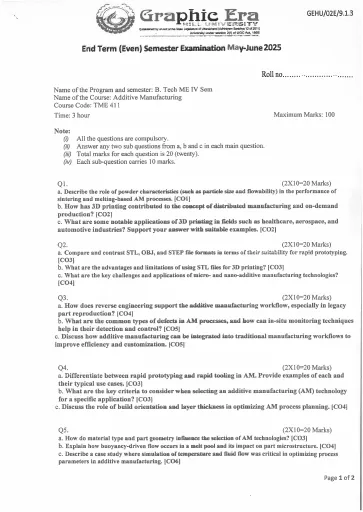 GEHU/02E/9.1.3
Graphic Era
HILL UNIVERSITY
End Term (Even) Semester Examination May-June 2025
Roll no.....................................
Name of the Program and semester: B. Tech ME IV Sem
Name of the Course: Additive Manufacturing
Course Code: TME 411
Time: 3 hour Maximum Marks: 100
Note:
(i) All the questions are compulsory.
(ii) Answer any two sub questions from a, b and c in each main question.
(iii) Total marks for each question is 20 (twenty).
(iv) Each sub-question carries 10 marks.
Q1. (2X10=20 Marks)
a. Describe the role of powder characteristics (such as particle size and flowability) in the performance of
sintering and melting-based AM processes. [CO1]
b. How has 3D printing contributed to the concept of distributed manufacturing and on-demand
production? [CO2]
c. What are some notable applications of 3D printing in fields such as healthcare, aerospace, and
automotive industries? Support your answer with suitable examples. [CO2]
Q2. (2X10=20 Marks)
a. Compare and contrast STL, OBJ, and STEP file formats in terms of their suitability for rapid prototyping.
[CO3]
b. What are the advantages and limitations of using STL files for 3D printing? [CO3]
c. What are the key challenges and applications of micro- and nano-additive manufacturing technologies?
[CO4]
Q3. (2X10=20 Marks)
a. How does reverse engineering support the additive manufacturing workflow, especially in legacy
part reproduction? [CO4]
b. What are the common types of defects in AM processes, and how can in-situ monitoring techniques
help in their detection and control? [CO5]
c. Discuss how additive manufacturing can be integrated into traditional manufacturing workflows to
improve efficiency and customization. [CO5]
Q4. (2X10=20 Marks)
a. Differentiate between rapid prototyping and rapid tooling in AM. Provide examples of each and
their typical use cases. [CO3]
b. What are the key criteria to consider when selecting an additive manufacturing (AM) technology
for a specific application? [CO3]
c. Discuss the role of build orientation and layer thickness in optimizing AM process planning. [CO4]
Q5. (2X10=20 Marks)
a. How do material type and part geometry influence the selection of AM technologies? [CO3]
b. Explain how buoyancy-driven flow occurs in a melt pool and its impact on part microstructure. [CO4]
c. Describe a case study where simulation of temperature and fluid flow was critical in optimizing process
parameters in additive manufacturing. [CO6]
Page 1 of 2